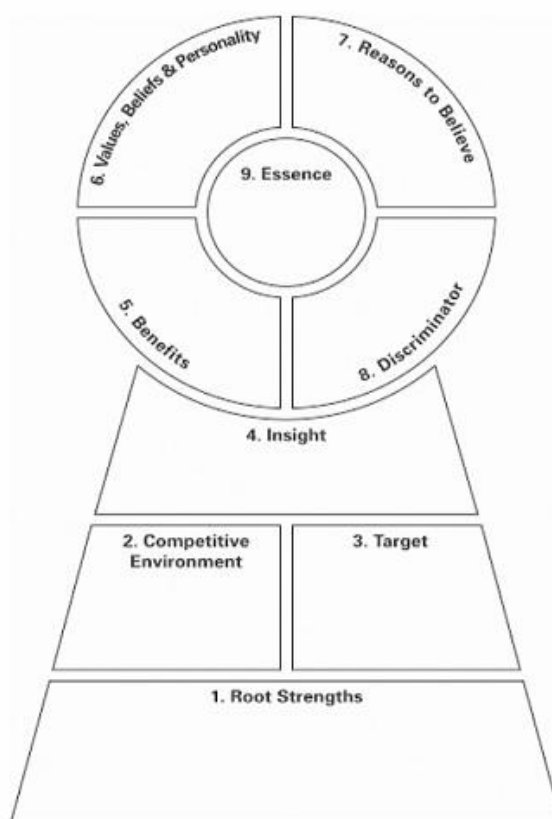 6. Values, Beliefs & Personality
7. Reasons to Believe
9. Essence
5. Benefits
8. Discriminator
4. Insight
2. Competitive
Environment
3. Target
1. Root Strengths